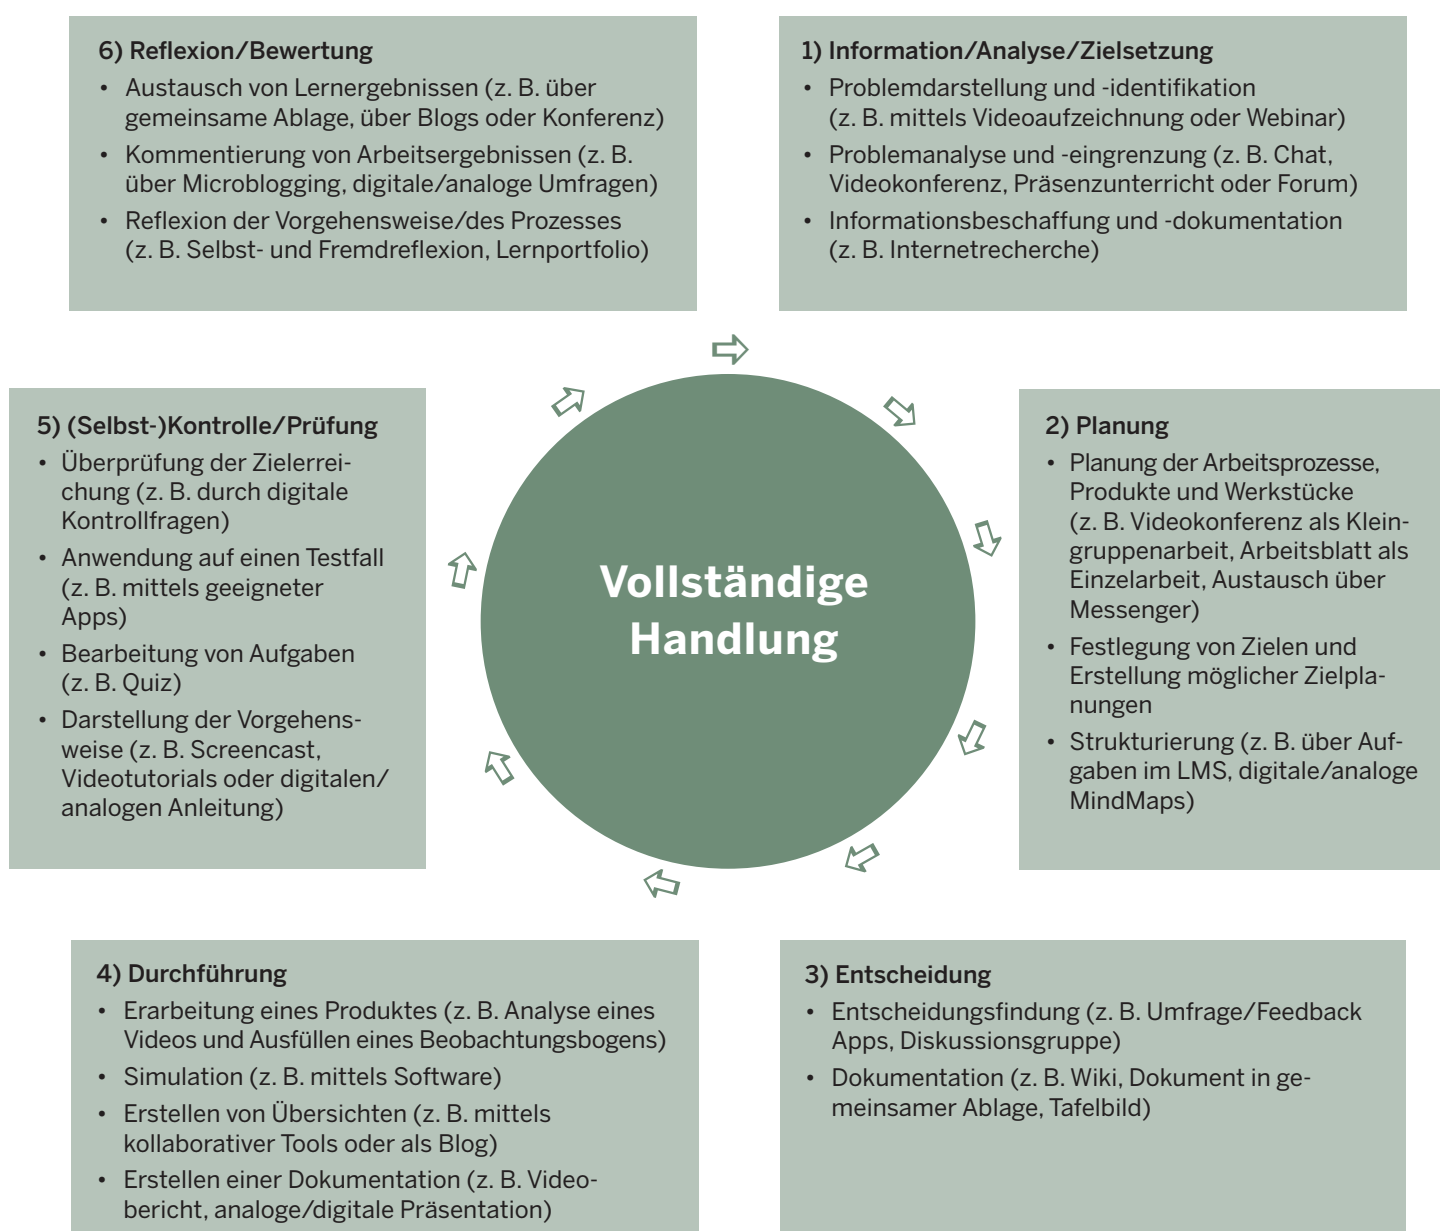 6) Reflexion/Bewertung
• Austausch von Lernergebnissen (z. B. über
gemeinsame Ablage, über Blogs oder Konferenz)
• Kommentierung von Arbeitsergebnissen (z. B.
über Microblogging, digitale/analoge Umfragen)
• Reflexion der Vorgehensweise/des Prozesses
(z. B. Selbst- und Fremdreflexion, Lernportfolio)
1) Information/Analyse/Zielsetzung
• Problemdarstellung und -identifikation
(z. B. mittels Videoaufzeichnung oder Webinar)
• Problemanalyse und -eingrenzung (z. B. Chat,
Videokonferenz, Präsenzunterricht oder Forum)
• Informationsbeschaffung und -dokumentation
(z. B. Internetrecherche)
5) (Selbst-)Kontrolle/Prüfung
• Überprüfung der Zielerrei-
chung (z. B. durch digitale
Kontrollfragen)
• Anwendung auf einen Testfall
(z. B. mittels geeigneter
Apps)
• Bearbeitung von Aufgaben
(z. B. Quiz)
• Darstellung der Vorgehens-
weise (z. B. Screencast,
Videotutorials oder digitalen/
analogen Anleitung)
Vollständige
Handlung
2) Planung
• Planung der Arbeitsprozesse,
Produkte und Werkstücke
(z. B. Videokonferenz als Klein-
gruppenarbeit, Arbeitsblatt als
Einzelarbeit, Austausch über
Messenger)
• Festlegung von Zielen und
Erstellung möglicher Zielpla-
nungen
• Strukturierung (z. B. über Auf-
gaben im LMS, digitale/analoge
MindMaps)
4) Durchführung
• Erarbeitung eines Produktes (z. B. Analyse eines
Videos und Ausfüllen eines Beobachtungsbogens)
• Simulation (z. B. mittels Software)
• Erstellen von Übersichten (z. B. mittels
kollaborativer Tools oder als Blog)
• Erstellen einer Dokumentation (z. B. Video-
bericht, analoge/digitale Präsentation)
3) Entscheidung
• Entscheidungsfindung (z. B. Umfrage/Feedback
Apps, Diskussionsgruppe)
• Dokumentation (z. B. Wiki, Dokument in ge-
meinsamer Ablage, Tafelbild)